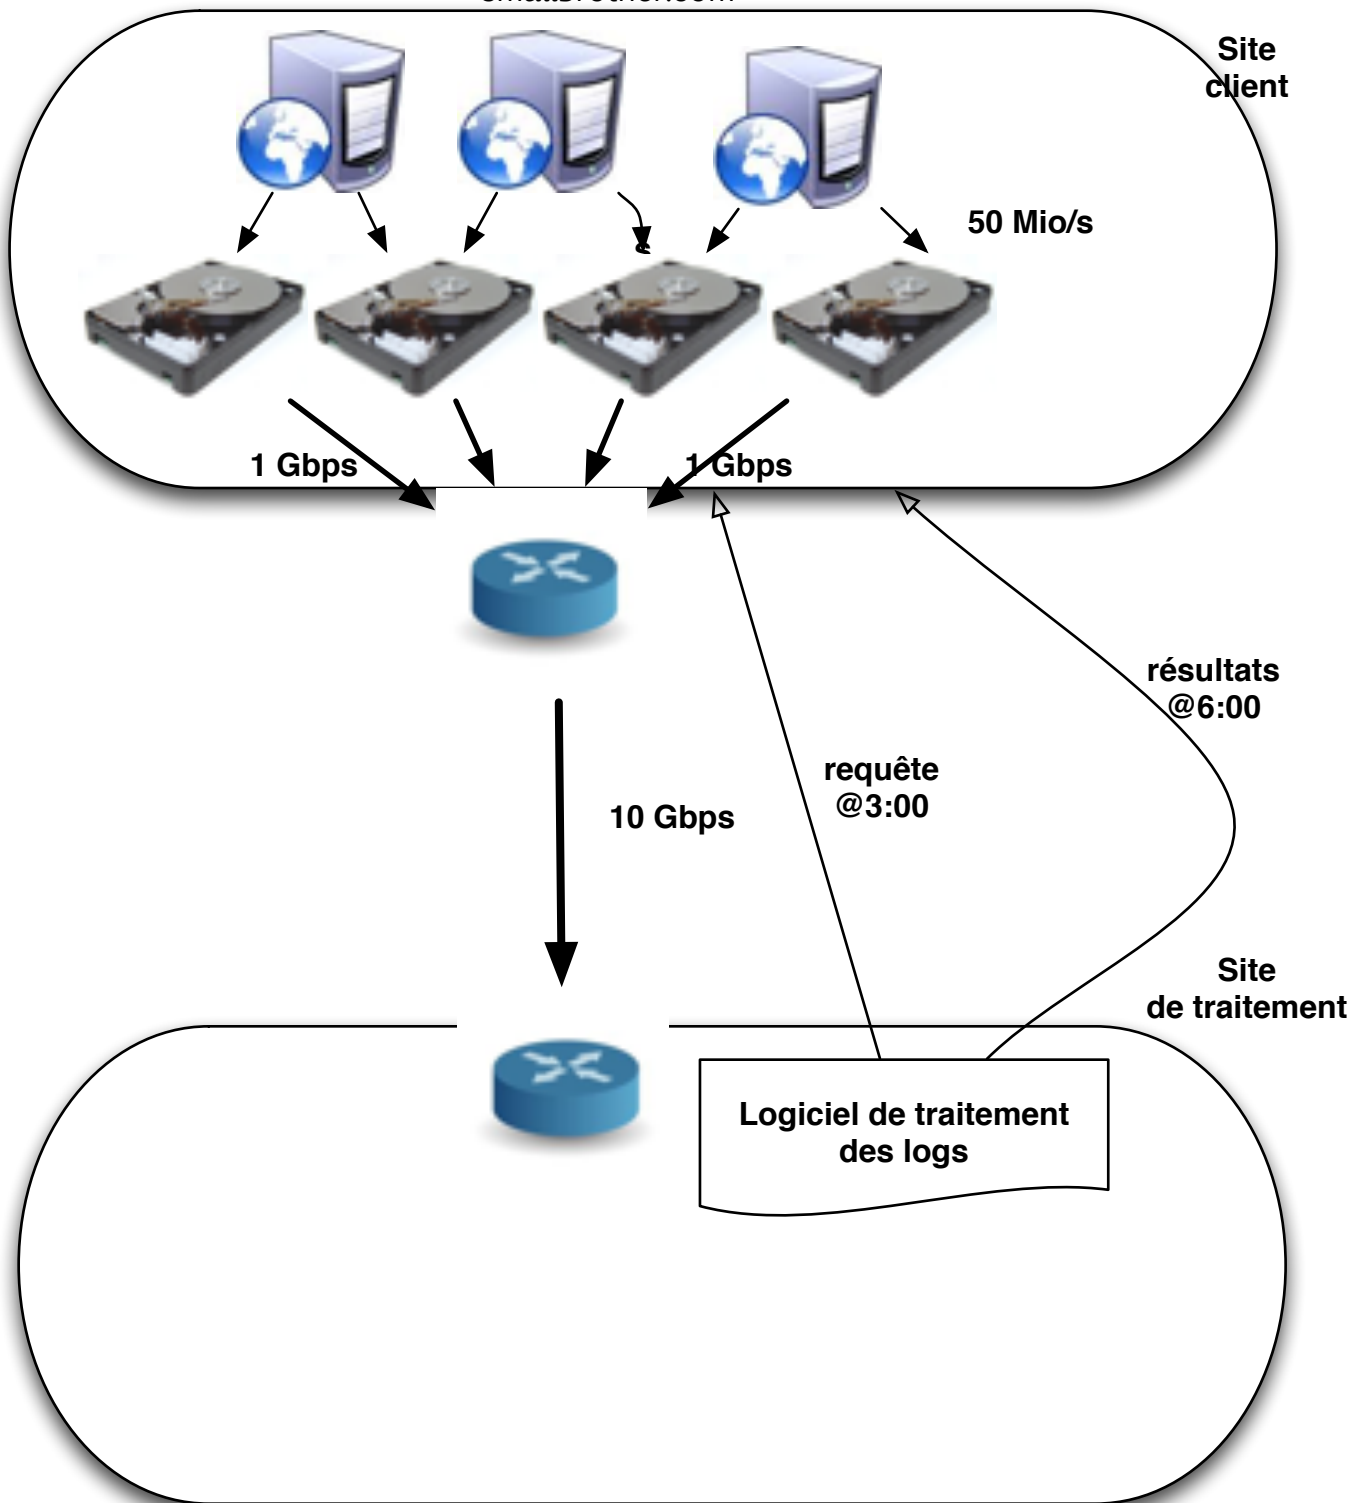 Site
client
50 Mio/s
1 Gbps
1 Gbps
résultats
@6:00
requête
@3:00
10 Gbps
Site
de traitement
Logiciel de traitement
des logs